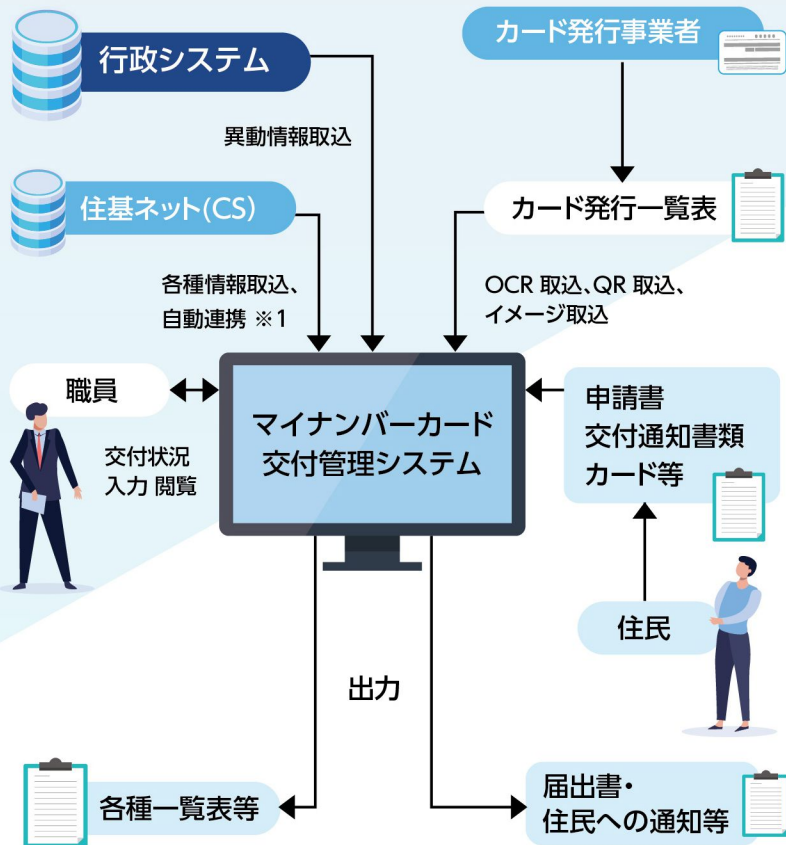 行政システム
カード発行事業者
異動情報取込
住基ネット(CS)
カード発行一覧表
各種情報取込、
自動連携 ※1
OCR 取込、QR 取込、
イメージ取込
職員
交付状況
入力 閲覧
マイナンバーカード
交付管理システム
申請書
交付通知書類
カード等
住民
出力
各種一覧表等
届出書・
住民への通知等